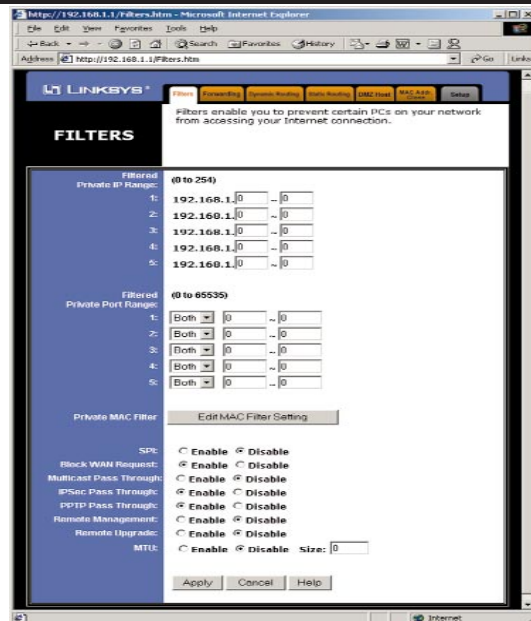 http://192.168.1.1/Filters.htm - Microsoft Internet Explorer
File Edit View Favorites Tools Help
Back Search Favorites History
Address http://192.168.1.1/Filters.htm Go Links
LINKSYS®
Filters Forwarding Dynamic Routing Static Routing DMZ Host MAC Addr. Clone Setup
FILTERS
Filters enable you to prevent certain PCs on your network
from accessing your Internet connection.
Filtered
Private IP Range: (0 to 254)
1: 192.168.1.0 ~ 0
2: 192.168.1.0 ~ 0
3: 192.168.1.0 ~ 0
4: 192.168.1.0 ~ 0
5: 192.168.1.0 ~ 0
Filtered
Private Port Range: (0 to 65535)
1: Both 0 ~ 0
2: Both 0 ~ 0
3: Both 0 ~ 0
4: Both 0 ~ 0
5: Both 0 ~ 0
Private MAC Filter Edit MAC Filter Setting
SPI: Enable Disable
Block WAN Request: Enable Disable
Multicast Pass Through: Enable Disable
IPSec Pass Through: Enable Disable
PPTP Pass Through: Enable Disable
Remote Management: Enable Disable
Remote Upgrade: Enable Disable
MTU: Enable Disable Size: 0
Apply Cancel Help
Internet